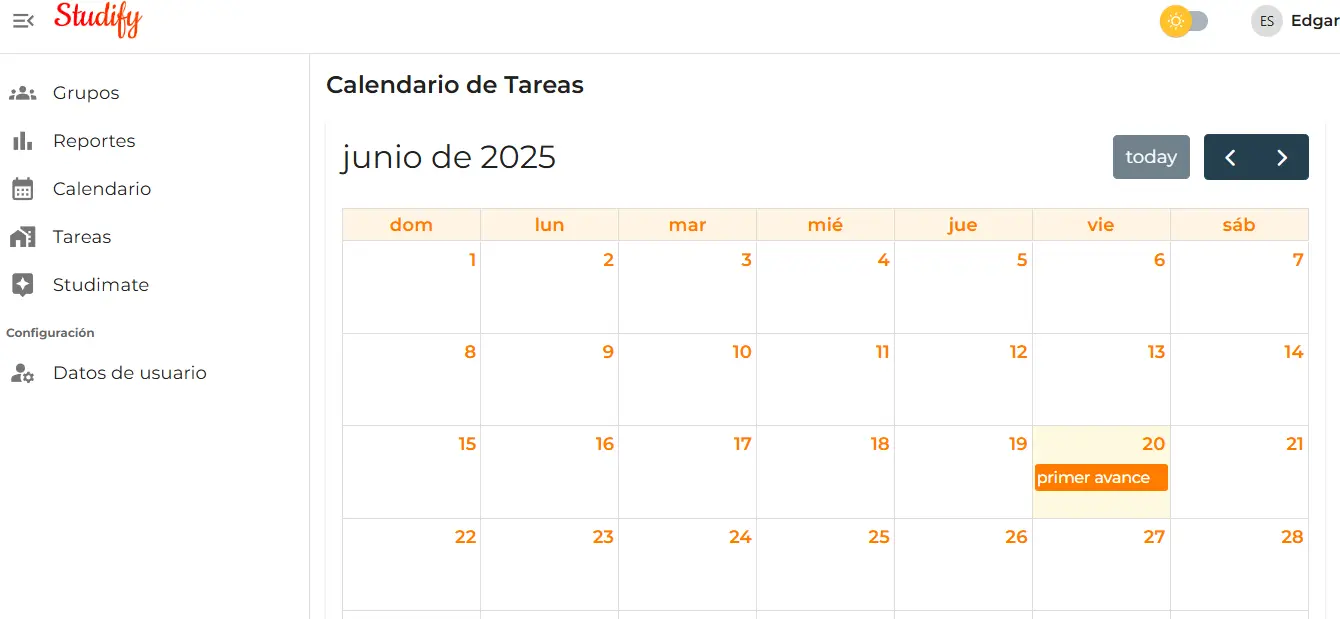 Studify
ES Edgar
Grupos
Reportes
Calendario
Tareas
Studimate
Configuración
Datos de usuario
Calendario de Tareas
junio de 2025
today
dom lun mar mié jue vie sáb
1 2 3 4 5 6 7
8 9 10 11 12 13 14
15 16 17 18 19 20 21
primer avance
22 23 24 25 26 27 28